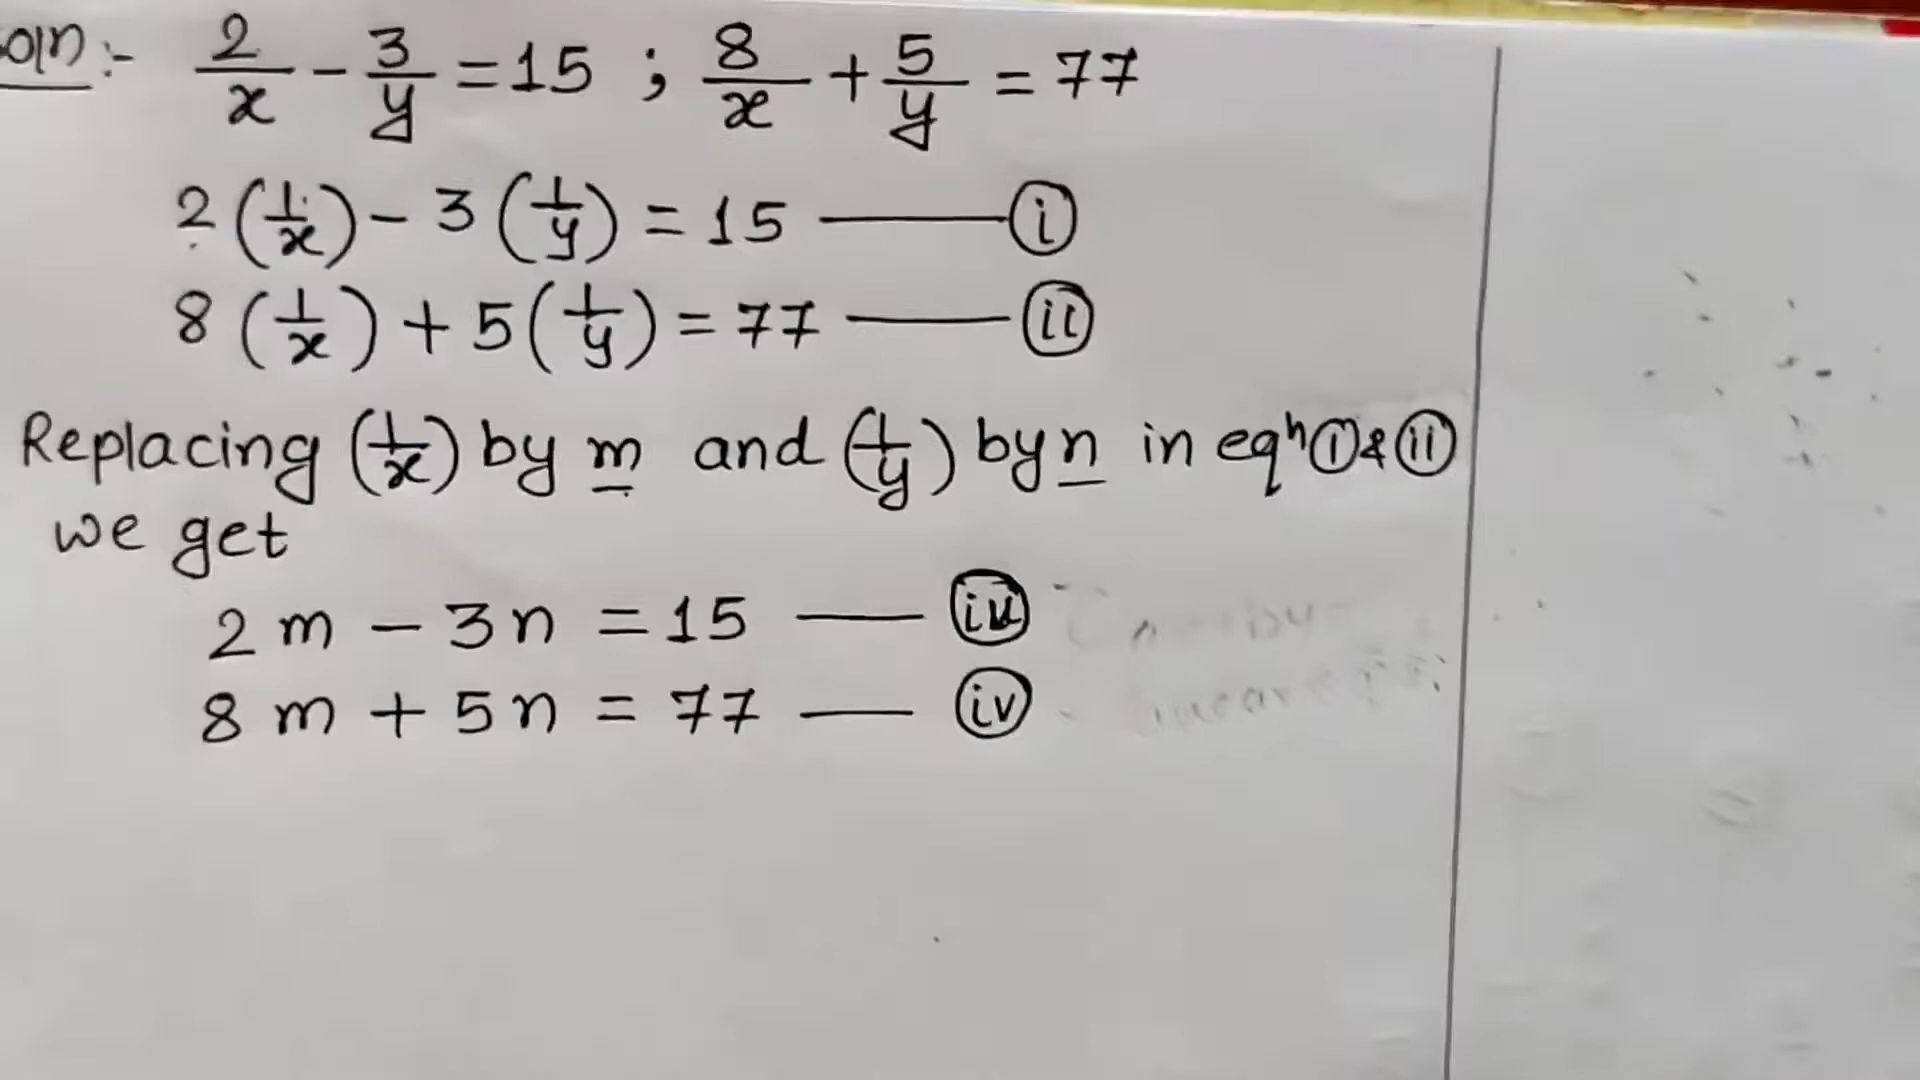 Soln:- 2/x - 3/y = 15 ; 8/x + 5/y = 77
2 (1/x) - 3 (1/y) = 15 —— (i)
8 (1/x) + 5 (1/y) = 77 —— (ii)
Replacing (1/x) by m and (1/y) by n in eqn (i) & (ii)
we get
2m - 3n = 15 —— (iii)
8m + 5n = 77 —— (iv)